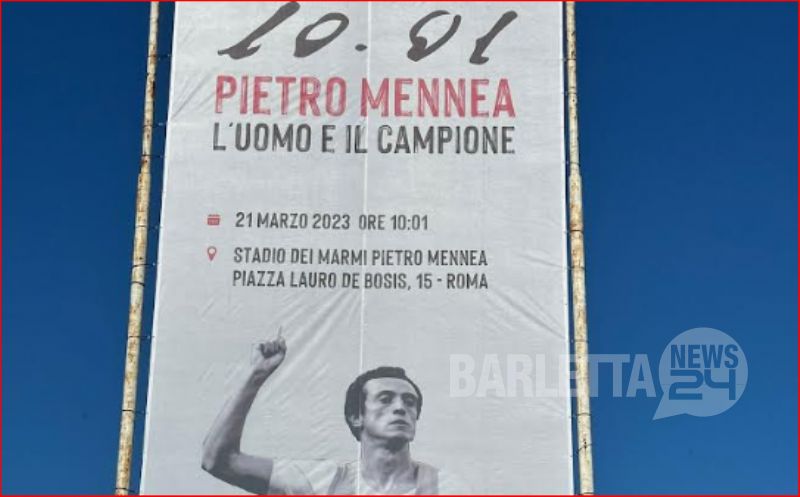 10.01
PIETRO MENNEA
L'UOMO E IL CAMPIONE
21 MARZO 2023 ORE 10:01
STADIO DEI MARMI PIETRO MENNEA
PIAZZA LAURO DE BOSIS, 15 - ROMA
BARLETTA NEWS
24